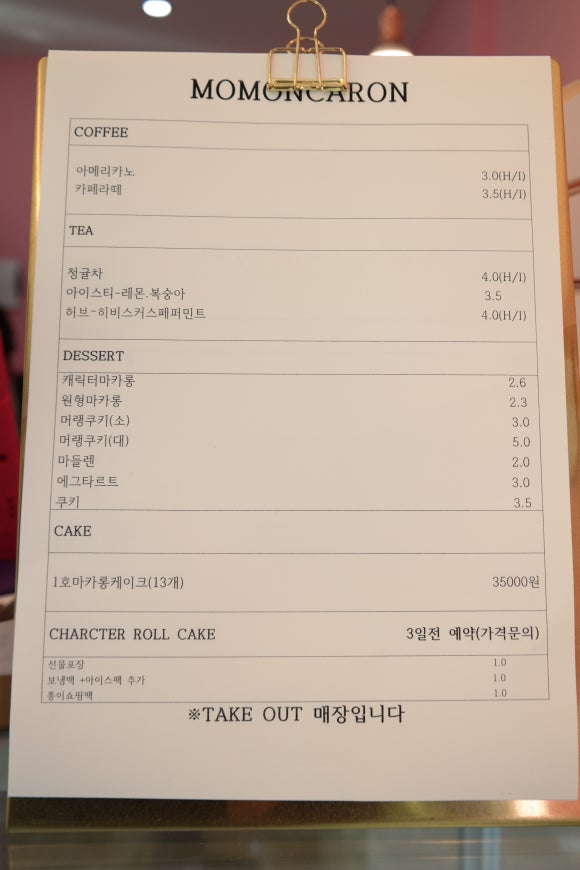 MOMONCARON
COFFEE
아메리카노 3.0(H/I)
카페라떼 3.5(H/I)
TEA
청귤차 4.0(H/I)
아이스티-레몬.복숭아 3.5
허브-히비스커스페퍼민트 4.0(H/I)
DESSERT
캐릭터마카롱 2.6
원형마카롱 2.3
머랭쿠키(소) 3.0
머랭쿠키(대) 5.0
마들렌 2.0
에그타르트 3.0
쿠키 3.5
CAKE
1호마카롱케이크(13개) 35000원
CHARCTER ROLL CAKE 3일전 예약(가격문의)
선물포장 1.0
보냉백 +아이스팩 추가 1.0
종이쇼핑백 1.0
※TAKE OUT 매장입니다